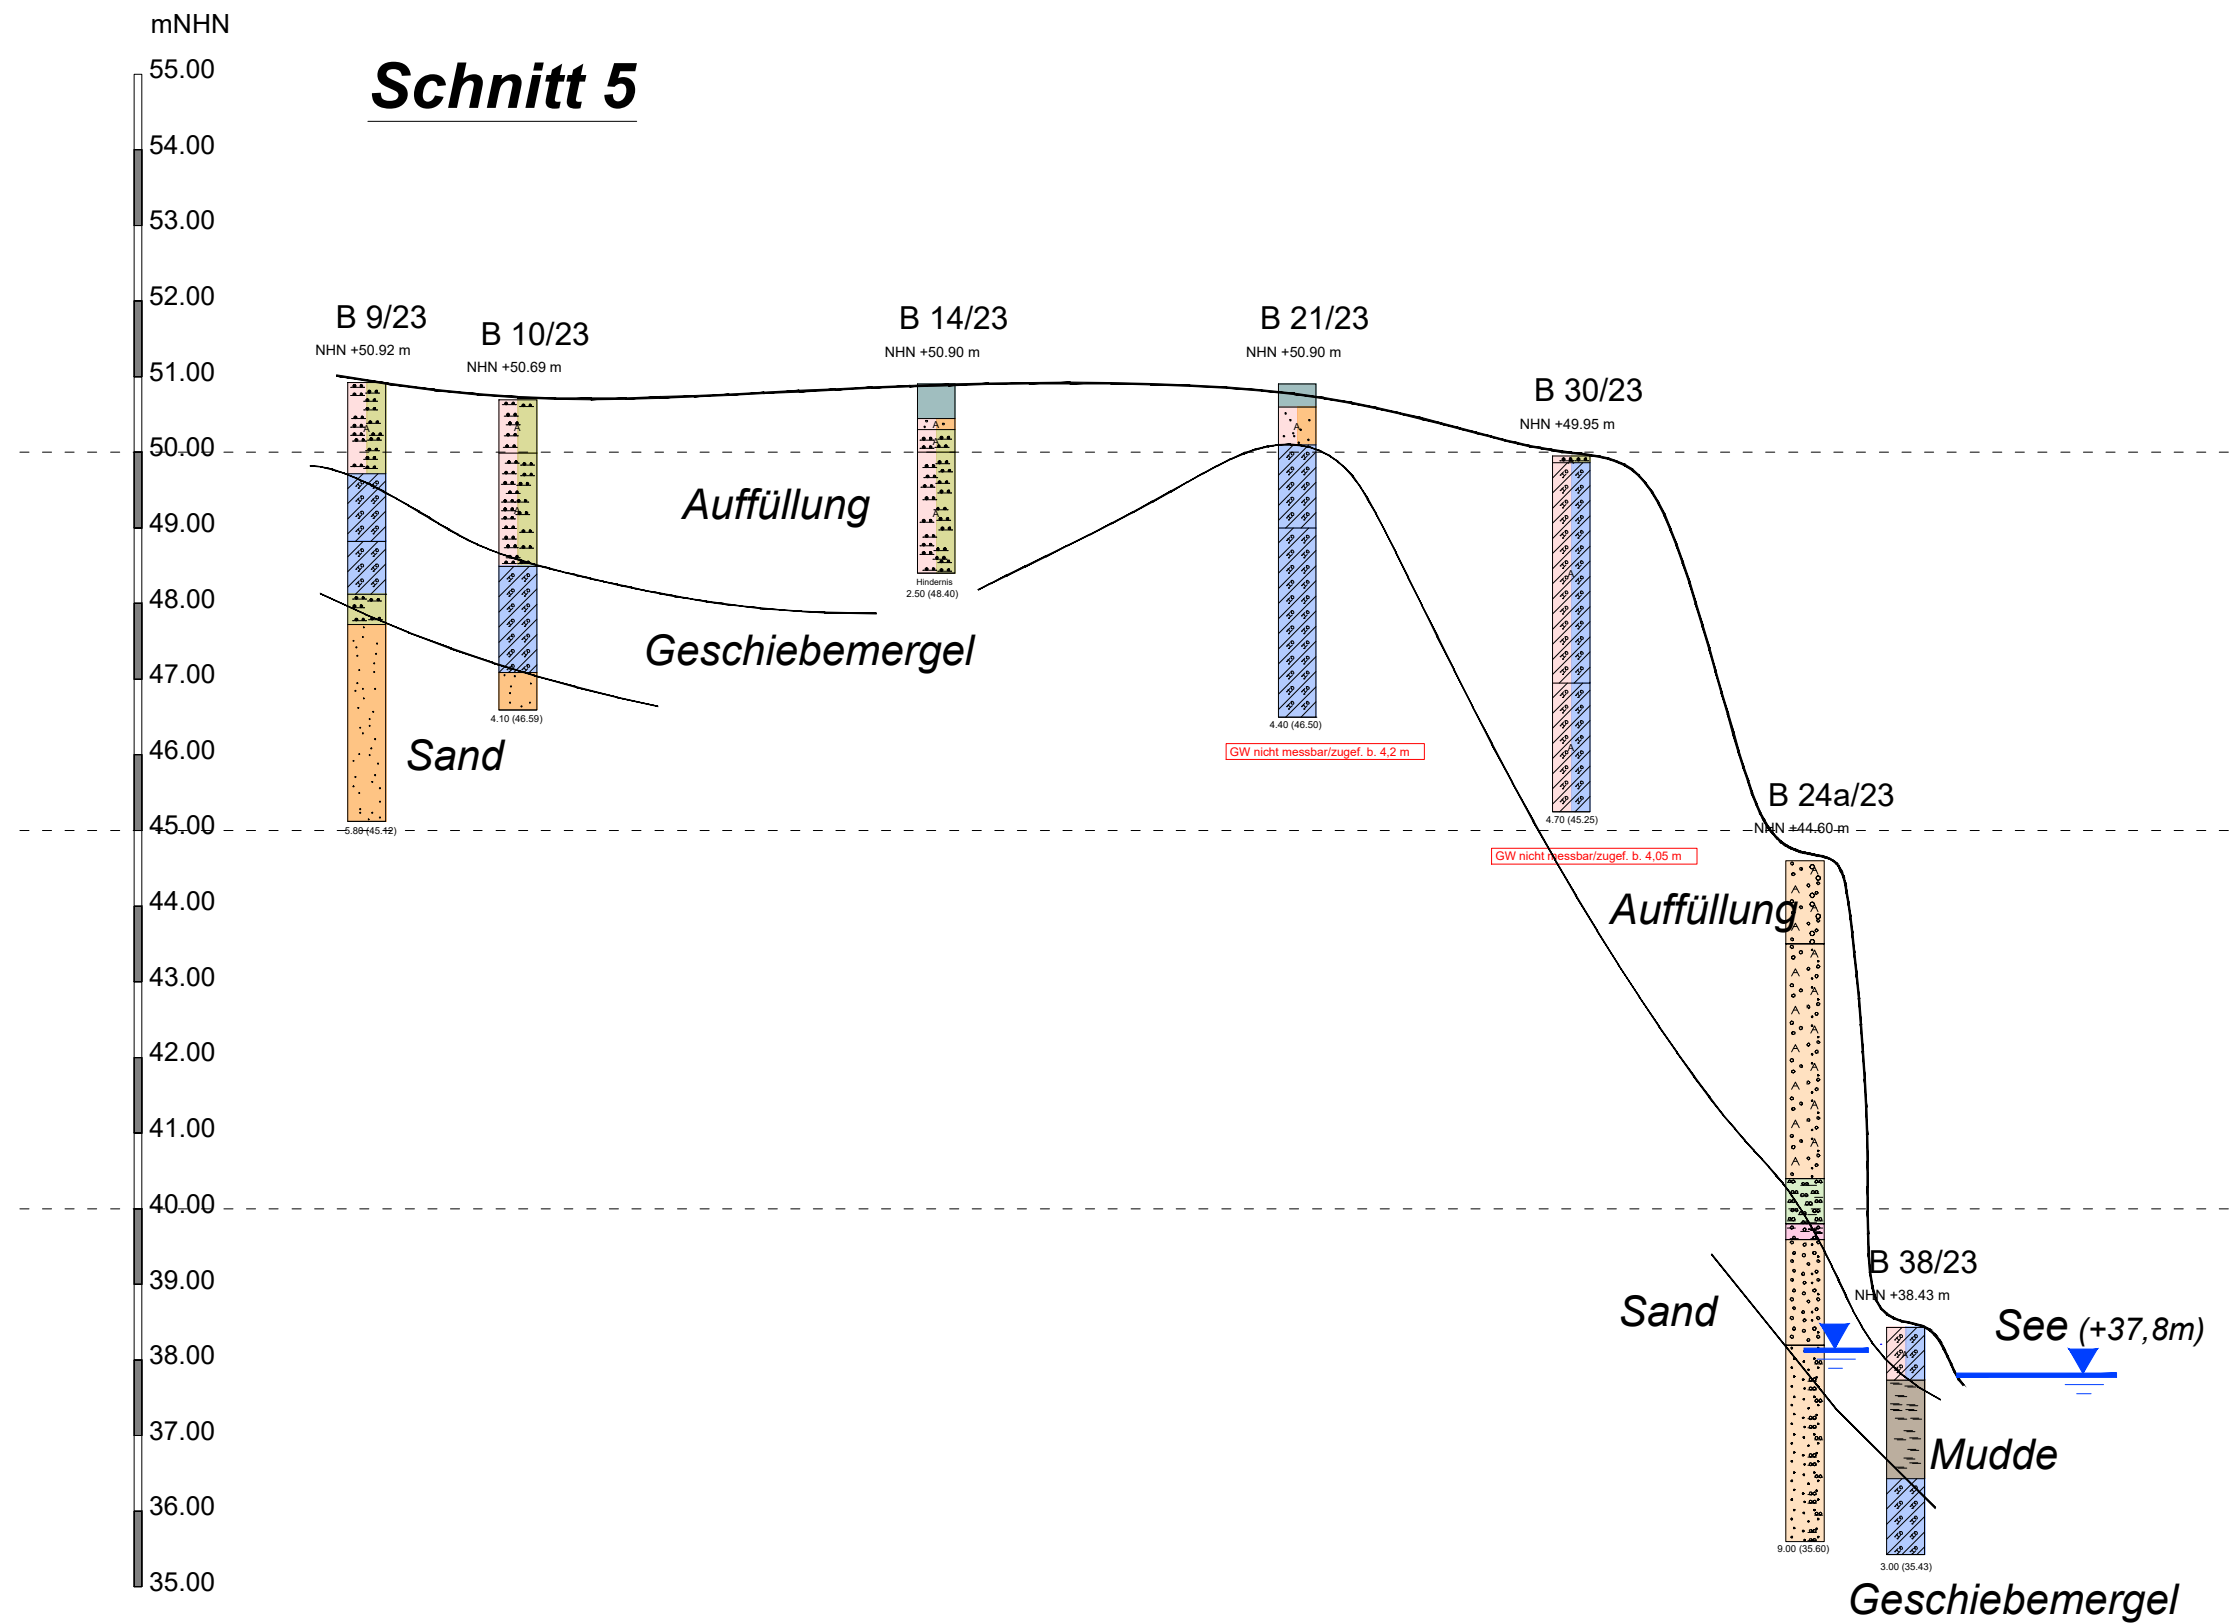 mNHN
Schnitt 5
55.00
54.00
53.00
52.00
51.00
50.00
49.00
48.00
47.00
46.00
45.00
44.00
43.00
42.00
41.00
40.00
39.00
38.00
37.00
36.00
35.00
B 9/23
NHN +50.92 m
5.80 (45.12)
B 10/23
NHN +50.69 m
4.10 (46.59)
B 14/23
NHN +50.90 m
Hindernis
2.50 (48.40)
B 21/23
NHN +50.90 m
4.40 (46.50)
GW nicht messbar/zugef. b. 4,2 m
B 30/23
NHN +49.95 m
4.70 (45.25)
GW nicht messbar/zugef. b. 4,05 m
B 24a/23
NHN +44.60 m
9.00 (35.60)
B 38/23
NHN +38.43 m
3.00 (35.43)
Auffüllung
Geschiebemergel
Sand
Auffüllung
Sand
See (+37,8m)
Mudde
Geschiebemergel